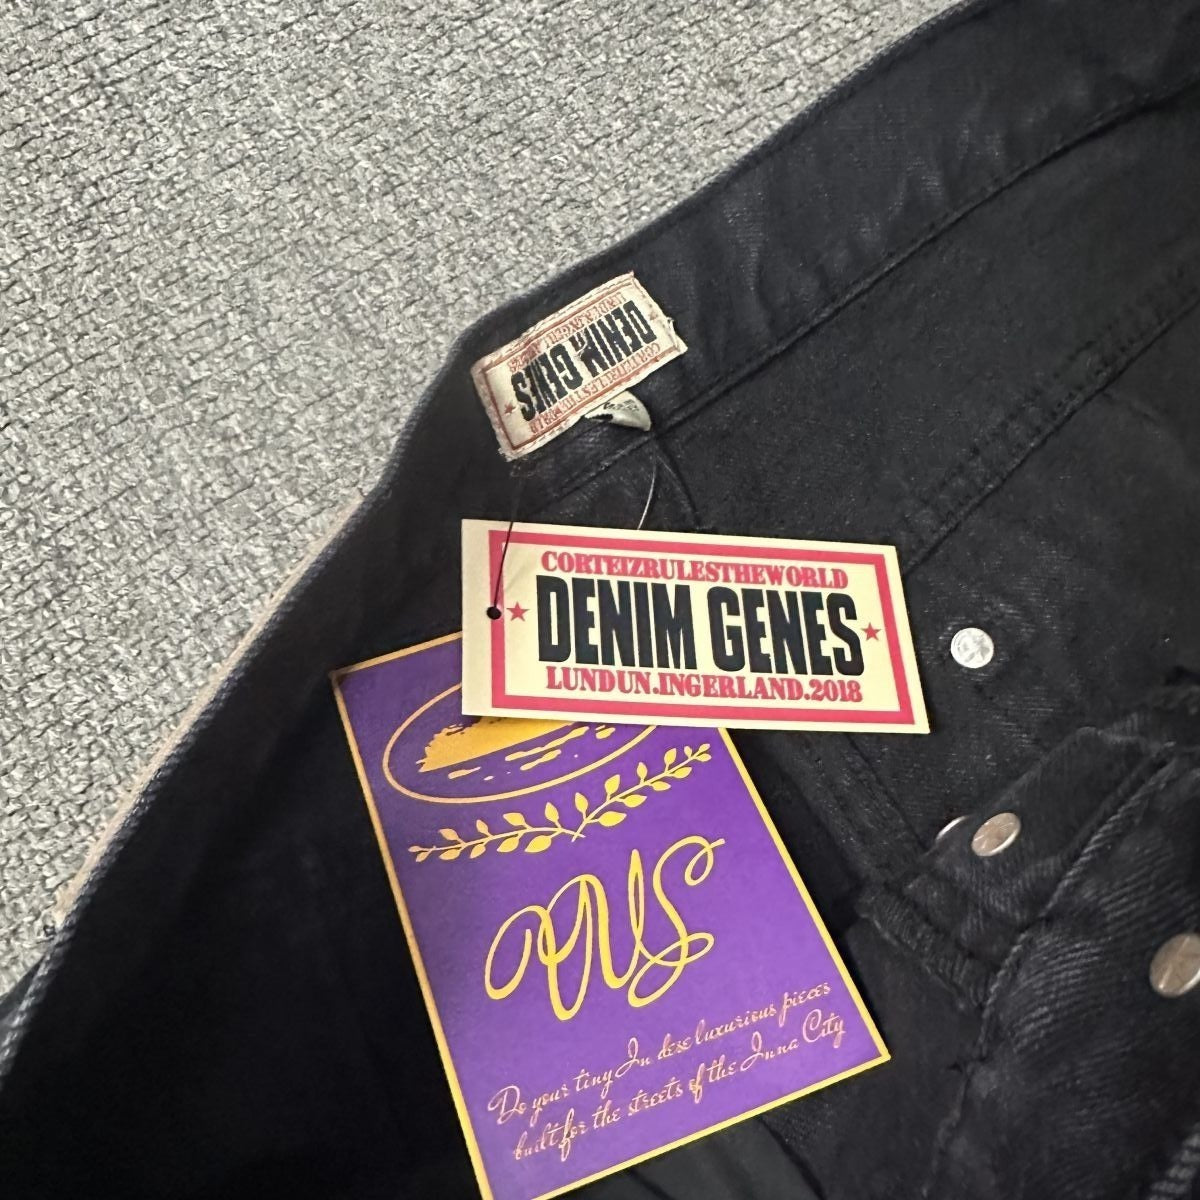 DENIM GENES
CORTEIZRULESTHEWORLD
DENIM GENES
LUNDUN.INGERLAND.2018
Do your tiny In dese luxurious pieces
built for the streets of the Inna City